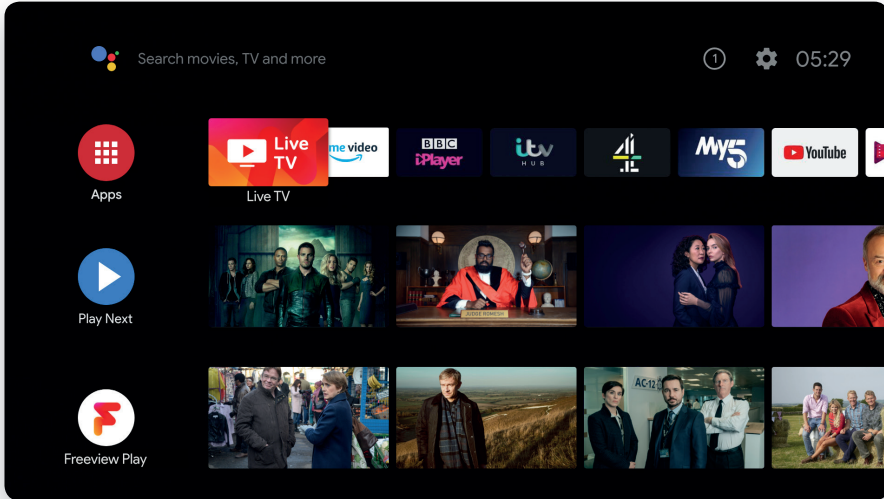 Search movies, TV and more
1
05:29
Live
TV
me video
BBC
iPlayer
itv
HUB
4
My5
YouTube
Apps
Live TV
Play Next
JUDGE ROMESH
AC-12
Freeview Play